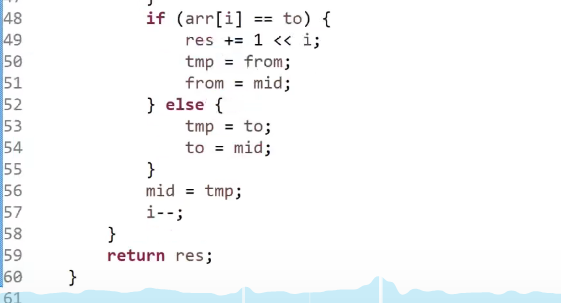 47 }
48 if (arr[i] == to) {
49 res += 1 << i;
50 tmp = from;
51 from = mid;
52 } else {
53 tmp = to;
54 to = mid;
55 }
56 mid = tmp;
57 i--;
58 }
59 return res;
60 }
61